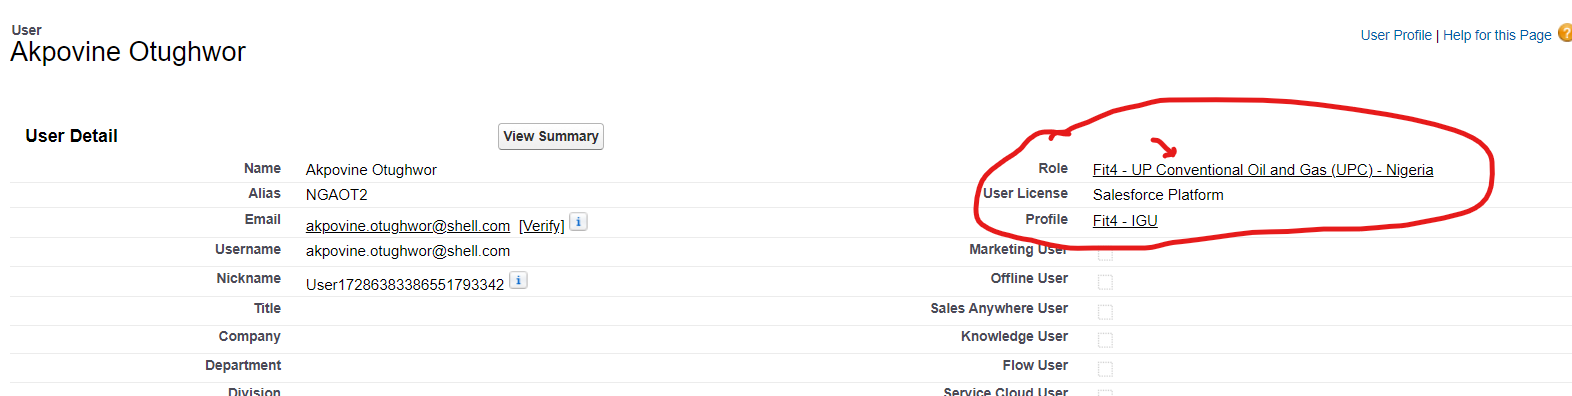 User
Akpovine Otughwor
User Profile | Help for this Page ?
User Detail
View Summary
Name Akpovine Otughwor
Role Fit4 - UP Conventional Oil and Gas (UPC) - Nigeria
Alias NGAOT2
User License Salesforce Platform
Email akpovine.otughwor@shell.com [Verify] i
Profile Fit4 - IGU
Username akpovine.otughwor@shell.com
Marketing User
Nickname User17286383386551793342 i
Offline User
Title
Sales Anywhere User
Company
Knowledge User
Department
Flow User
Division
Service Cloud User